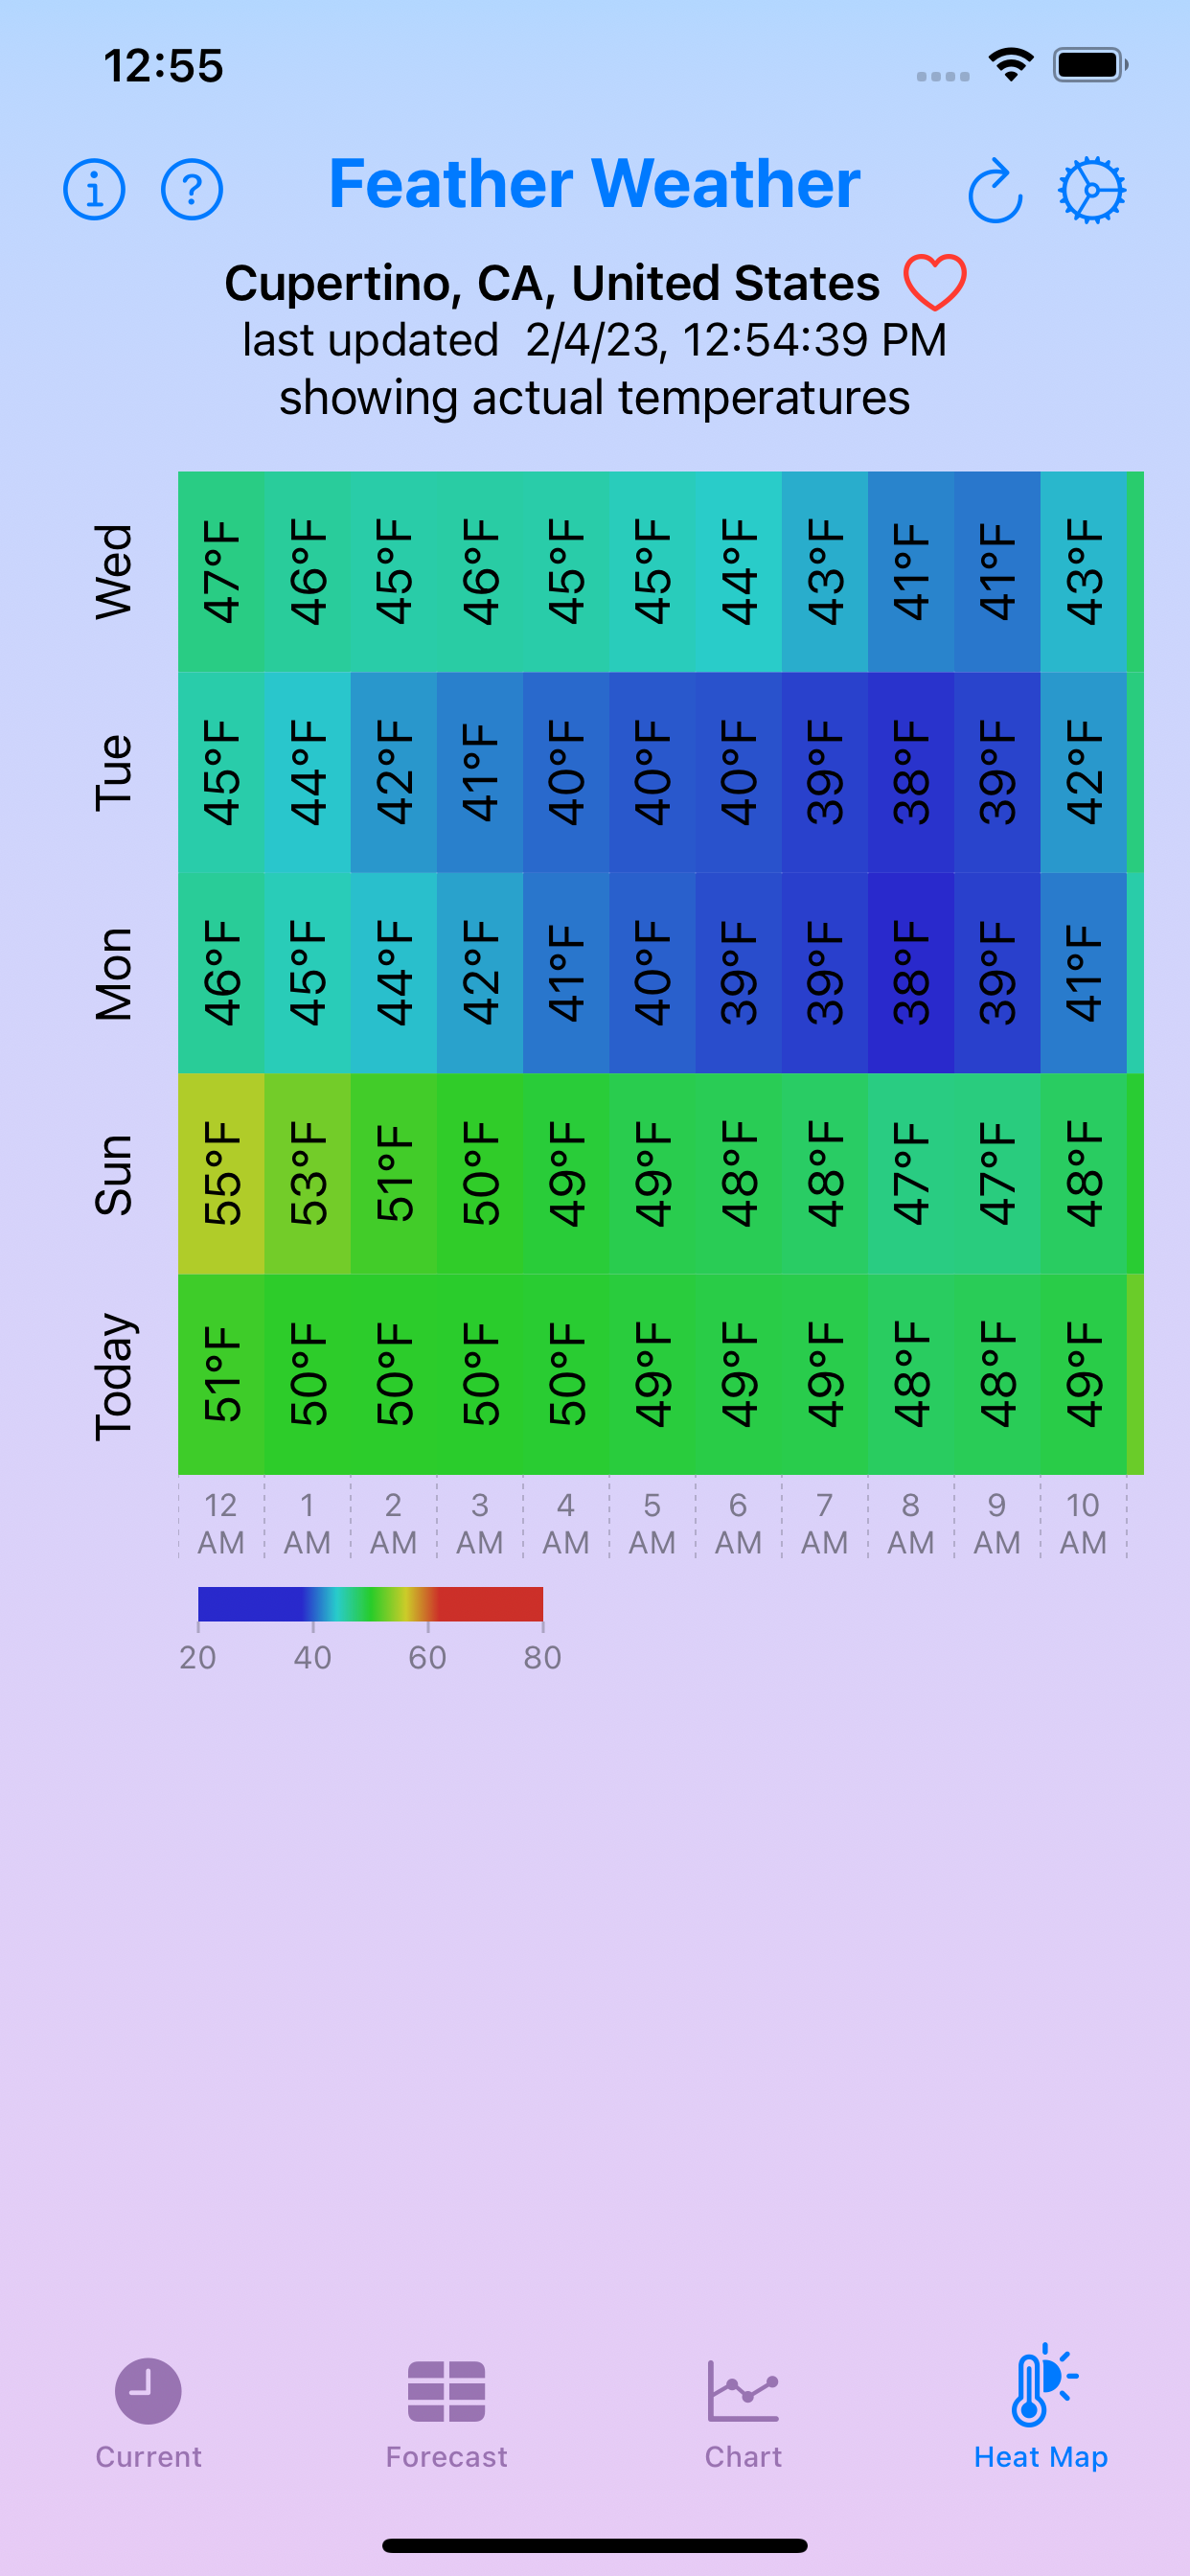 12:55
Feather Weather
Cupertino, CA, United States
last updated 2/4/23, 12:54:39 PM
showing actual temperatures
Wed 47°F 46°F 45°F 46°F 45°F 45°F 44°F 43°F 41°F 41°F 43°F
Tue 45°F 44°F 42°F 41°F 40°F 40°F 40°F 39°F 38°F 39°F 42°F
Mon 46°F 45°F 44°F 42°F 41°F 40°F 39°F 39°F 38°F 39°F 41°F
Sun 55°F 53°F 51°F 50°F 49°F 49°F 48°F 48°F 47°F 47°F 48°F
Today 51°F 50°F 50°F 50°F 50°F 49°F 49°F 49°F 48°F 48°F 49°F
12 1 2 3 4 5 6 7 8 9 10
AM AM AM AM AM AM AM AM AM AM AM
20 40 60 80
Current Forecast Chart Heat Map